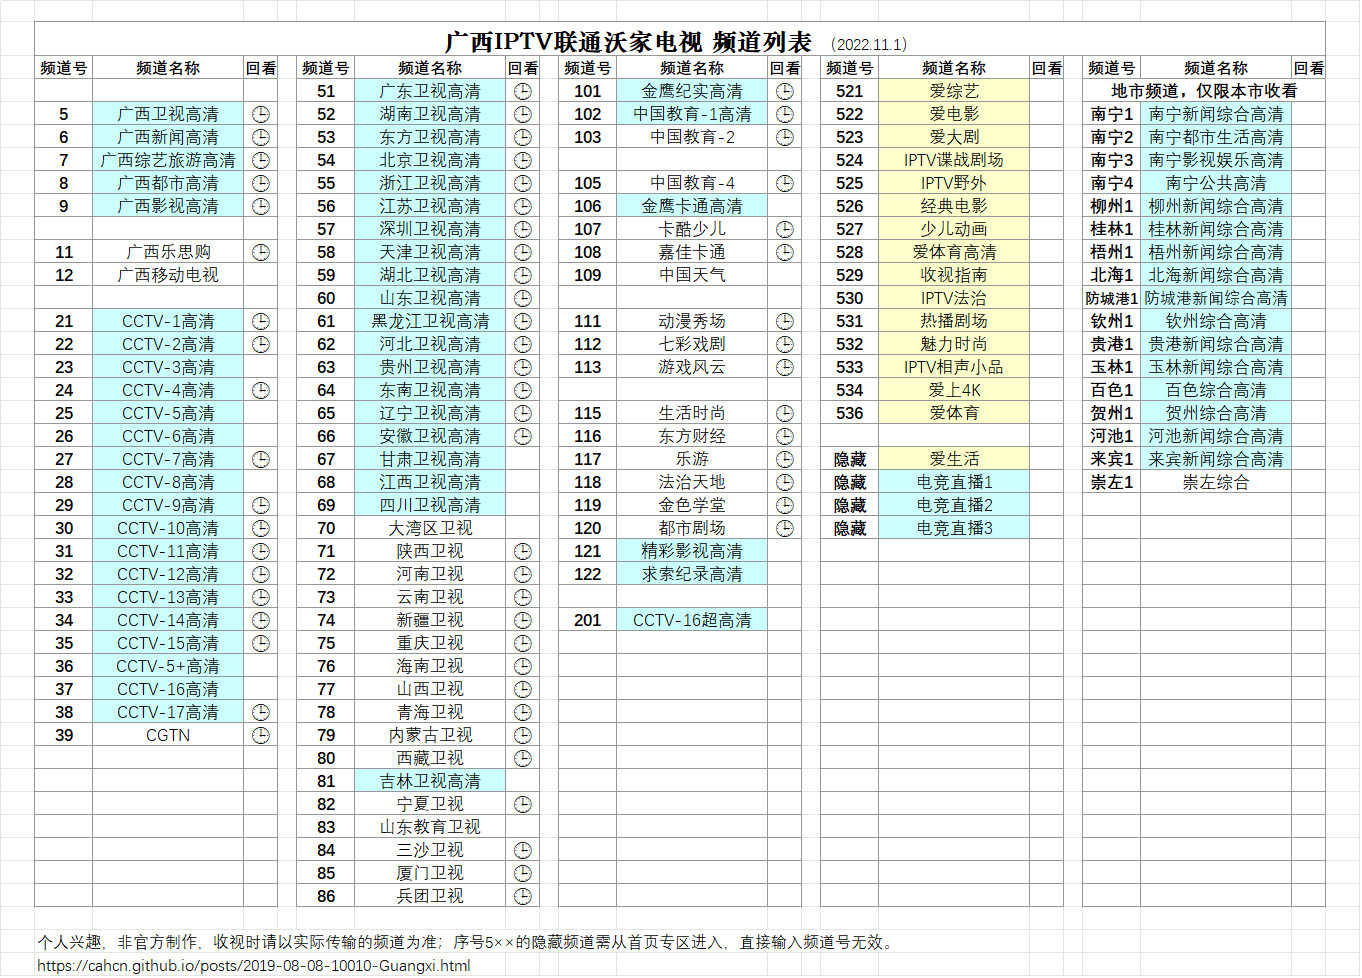 广西IPTV联通沃家电视 频道列表 （2022.11.1）
频道号 频道名称 回看 频道号 频道名称 回看 频道号 频道名称 回看 频道号 频道名称 回看 频道号 频道名称 回看
51 广东卫视高清 101 金鹰纪实高清 521 爱综艺 地市频道，仅限本市收看
5 广西卫视高清 52 湖南卫视高清 102 中国教育-1高清 522 爱电影 南宁1 南宁新闻综合高清
6 广西新闻高清 53 东方卫视高清 103 中国教育-2 523 爱大剧 南宁2 南宁都市生活高清
7 广西综艺旅游高清 54 北京卫视高清 524 IPTV谍战剧场 南宁3 南宁影视娱乐高清
8 广西都市高清 55 浙江卫视高清 105 中国教育-4 525 IPTV野外 南宁4 南宁公共高清
9 广西影视高清 56 江苏卫视高清 106 金鹰卡通高清 526 经典电影 柳州1 柳州新闻综合高清
57 深圳卫视高清 107 卡酷少儿 527 少儿动画 桂林1 桂林新闻综合高清
11 广西乐思购 58 天津卫视高清 108 嘉佳卡通 528 爱体育高清 梧州1 梧州新闻综合高清
12 广西移动电视 59 湖北卫视高清 109 中国天气 529 收视指南 北海1 北海新闻综合高清
60 山东卫视高清 530 IPTV法治 防城港1 防城港新闻综合高清
21 CCTV-1高清 61 黑龙江卫视高清 111 动漫秀场 531 热播剧场 钦州1 钦州综合高清
22 CCTV-2高清 62 河北卫视高清 112 七彩戏剧 532 魅力时尚 贵港1 贵港新闻综合高清
23 CCTV-3高清 63 贵州卫视高清 113 游戏风云 533 IPTV相声小品 玉林1 玉林新闻综合高清
24 CCTV-4高清 64 东南卫视高清 534 爱上4K 百色1 百色综合高清
25 CCTV-5高清 65 辽宁卫视高清 115 生活时尚 536 爱体育 贺州1 贺州综合高清
26 CCTV-6高清 66 安徽卫视高清 116 东方财经 河池1 河池新闻综合高清
27 CCTV-7高清 67 甘肃卫视高清 117 乐游 隐藏 爱生活 来宾1 来宾新闻综合高清
28 CCTV-8高清 68 江西卫视高清 118 法治天地 隐藏 电竞直播1 崇左1 崇左综合
29 CCTV-9高清 69 四川卫视高清 119 金色学堂 隐藏 电竞直播2
30 CCTV-10高清 70 大湾区卫视 120 都市剧场 隐藏 电竞直播3
31 CCTV-11高清 71 陕西卫视 121 精彩影视高清
32 CCTV-12高清 72 河南卫视 122 求索纪录高清
33 CCTV-13高清 73 云南卫视
34 CCTV-14高清 74 新疆卫视 201 CCTV-16超高清
35 CCTV-15高清 75 重庆卫视
36 CCTV-5+高清 76 海南卫视
37 CCTV-16高清 77 山西卫视
38 CCTV-17高清 78 青海卫视
39 CGTN 79 内蒙古卫视
80 西藏卫视
81 吉林卫视高清
82 宁夏卫视
83 山东教育卫视
84 三沙卫视
85 厦门卫视
86 兵团卫视
个人兴趣，非官方制作，收视时请以实际传输的频道为准；序号5××的隐藏频道需从首页专区进入，直接输入频道号无效。
https://cahcn.github.io/posts/2019-08-08-10010-Guangxi.html